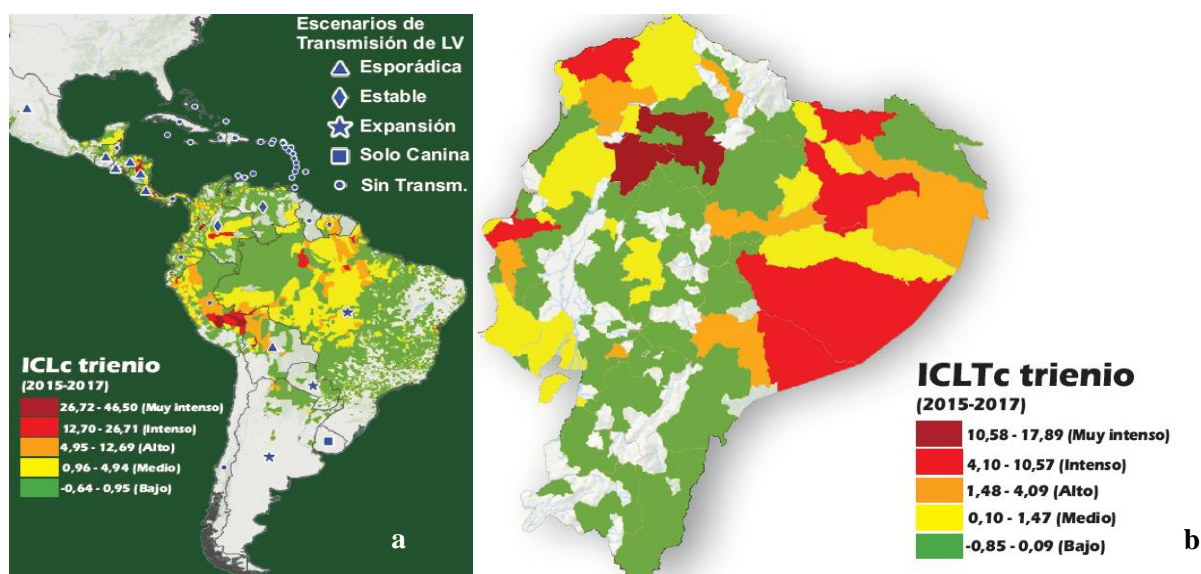 Escenarios de
Transmisión de LV
Esporádica
Estable
Expansión
Solo Canina
Sin Transm.
ICLc trienio
(2015-2017)
26,72 - 46,50 (Muy intenso)
12,70 - 26,71 (Intenso)
4,95 - 12,69 (Alto)
0,96 - 4,94 (Medio)
-0,64 - 0,95 (Bajo)
a
ICLTc trienio
(2015-2017)
10,58 - 17,89 (Muy intenso)
4,10 - 10,57 (Intenso)
1,48 - 4,09 (Alto)
0,10 - 1,47 (Medio)
-0,85 - 0,09 (Bajo)
b